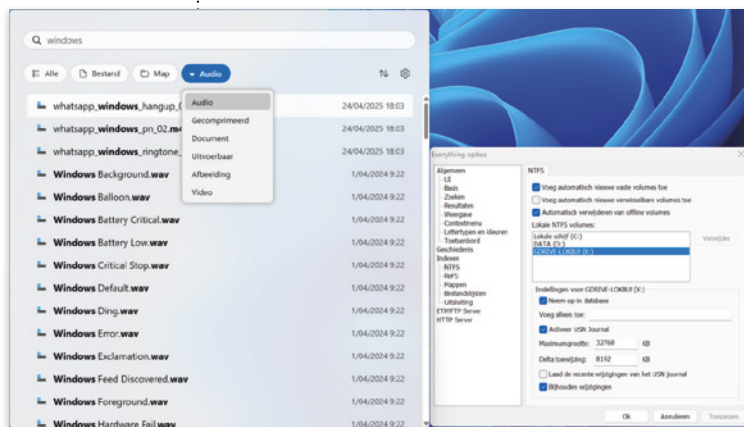 windows
Alle Bestand Map Audio
whatsapp_windows_hangup_
Audio
24/04/2025 18:03
Gecomprimeerd
whatsapp_windows_pn_02.m4
24/04/2025 18:03
Document
whatsapp_windows_ringtone_
24/04/2025 18:03
Uitvoerbaar
Windows Background.wav
Afbeelding
1/04/2024 9:22
Video
Windows Balloon.wav 1/04/2024 9:22
Windows Battery Critical.wav 1/04/2024 9:22
Windows Battery Low.wav 1/04/2024 9:22
Windows Critical Stop.wav 1/04/2024 9:22
Windows Default.wav 1/04/2024 9:22
Windows Ding.wav 1/04/2024 9:22
Windows Error.wav 1/04/2024 9:22
Windows Exclamation.wav 1/04/2024 9:22
Windows Feed Discovered.wav 1/04/2024 9:22
Windows Foreground.wav 1/04/2024 9:22
Windows Hardware Fail.wav 1/04/2024 9:22
Everything opties
Algemeen
UI
Basis
Zoeken
Resultaten
Weergave
Contextmenu
Lettertypen en kleuren
Toetsenbord
Geschiedenis
Indexen
NTFS
ReFS
Mappen
Bestandslijsten
Uitsluiting
ETP/FTP Server
HTTP Server
NTFS
Voeg automatisch nieuwe vaste volumes toe
Voeg automatisch nieuwe verwisselbare volumes toe
Automatisch verwijderen van offline volumes
Lokale NTFS volumes:
Lokale schijf (C:)
DATA (D:)
Verwijder
Instellingen voor
Neem op in database
Voeg alleen toe:
Activeer USN Journal
Maximumgrootte: 32768 KB
Delta toewijzing: 8192 KB
Laad de recente wijzigingen van het USN journal
Bijhouden wijzigingen
Ok Annuleren Toepassen